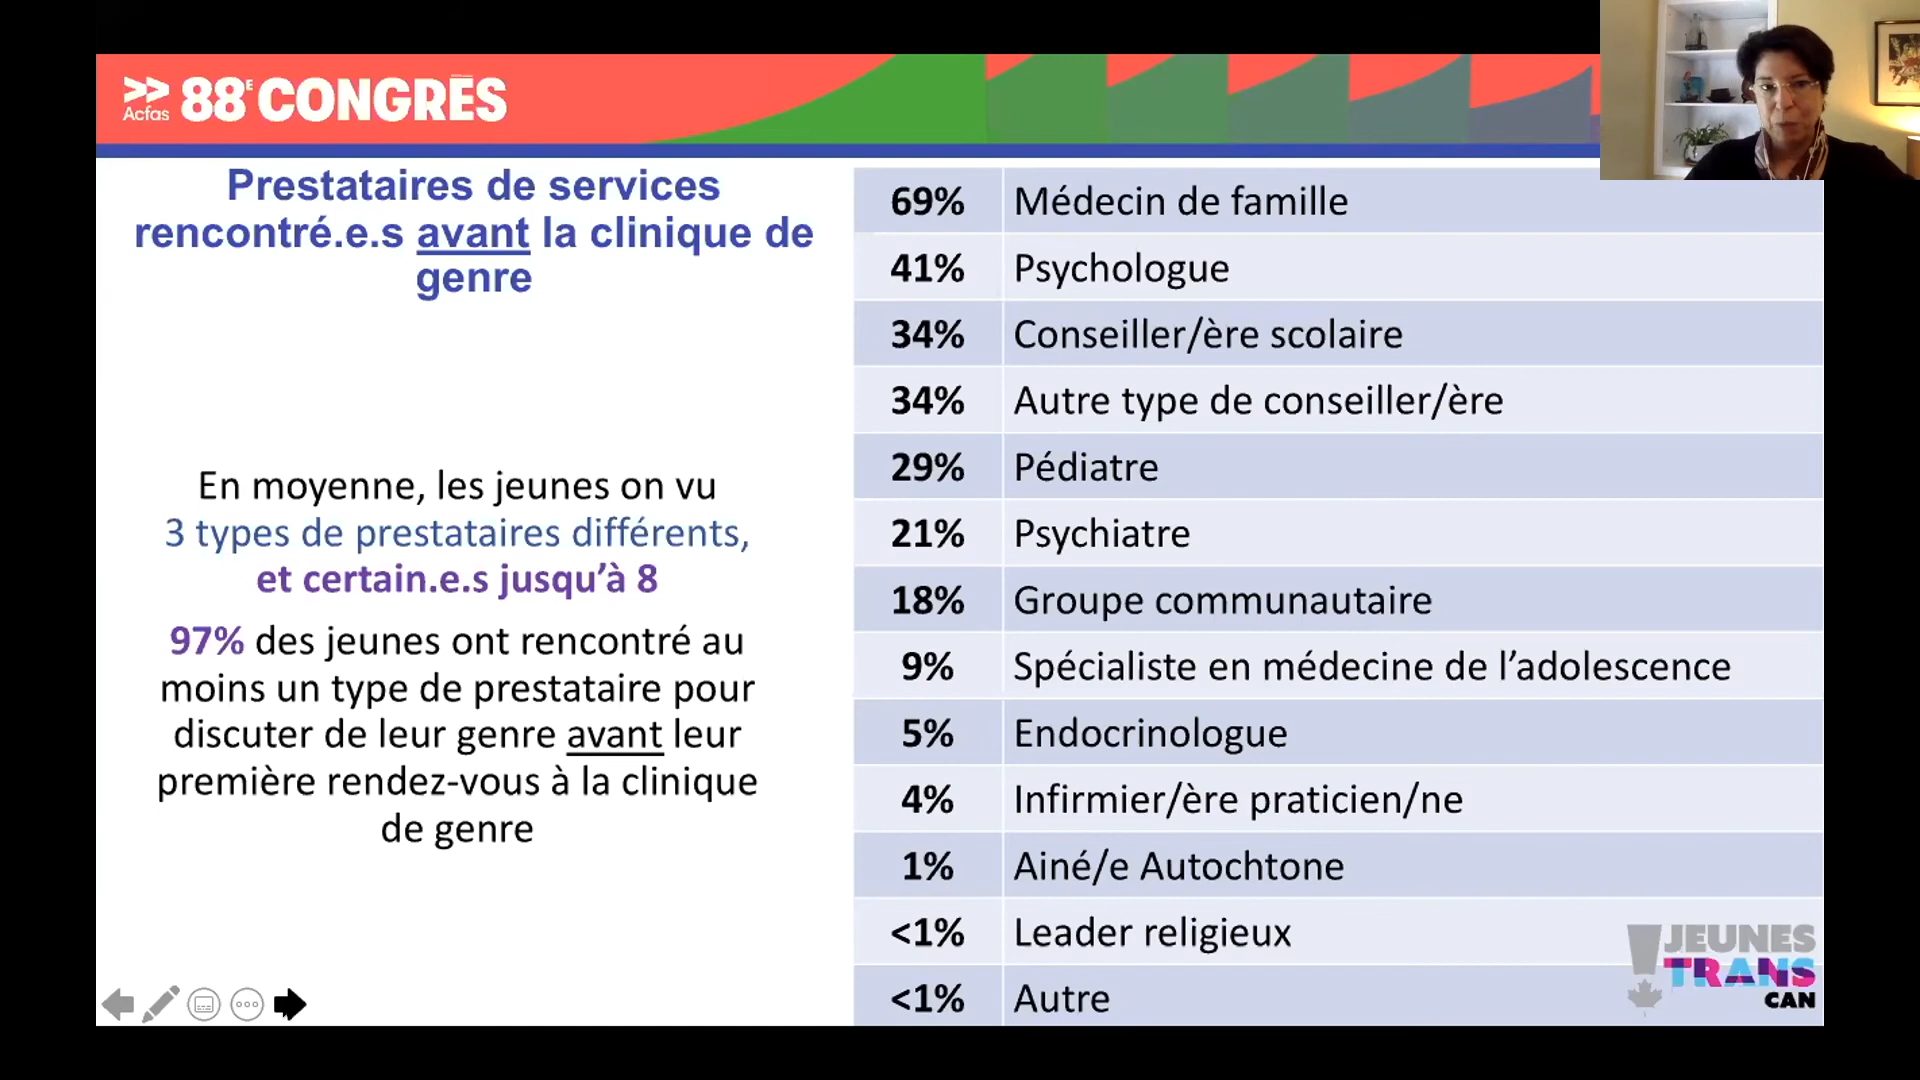 Acfas 88E CONGRÈS
Prestataires de services
rencontré.e.s avant la clinique de
genre
En moyenne, les jeunes on vu
3 types de prestataires différents,
et certain.e.s jusqu’à 8
97% des jeunes ont rencontré au
moins un type de prestataire pour
discuter de leur genre avant leur
première rendez-vous à la clinique
de genre
69% Médecin de famille
41% Psychologue
34% Conseiller/ère scolaire
34% Autre type de conseiller/ère
29% Pédiatre
21% Psychiatre
18% Groupe communautaire
9% Spécialiste en médecine de l’adolescence
5% Endocrinologue
4% Infirmier/ère praticien/ne
1% Ainé/e Autochtone
<1% Leader religieux
<1% Autre
JEUNES
TRANS
CAN